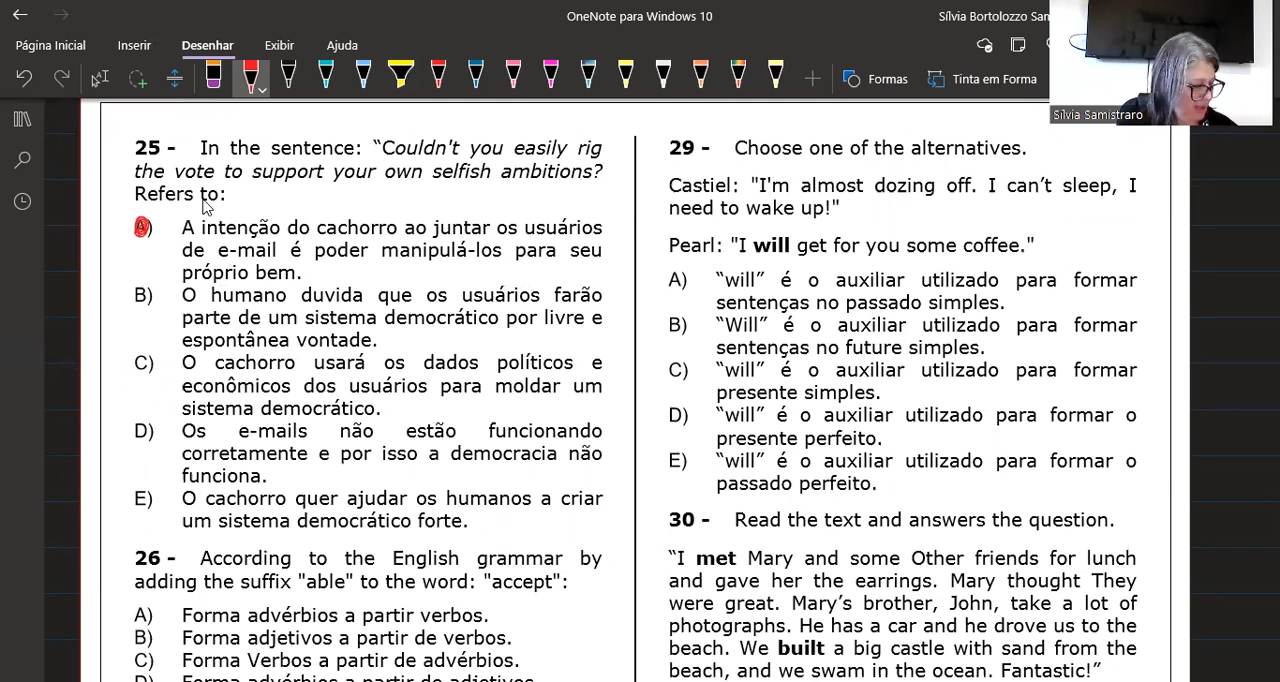 OneNote para Windows 10
Sílvia Bortolozzo Sam
Página Inicial Inserir Desenhar Exibir Ajuda
Formas Tinta em Forma
Sílvia Samistraro
25 - In the sentence: “Couldn't you easily rig
the vote to support your own selfish ambitions?
Refers to:
A) A intenção do cachorro ao juntar os usuários
de e-mail é poder manipulá-los para seu
próprio bem.
B) O humano duvida que os usuários farão
parte de um sistema democrático por livre e
espontânea vontade.
C) O cachorro usará os dados políticos e
econômicos dos usuários para moldar um
sistema democrático.
D) Os e-mails não estão funcionando
corretamente e por isso a democracia não
funciona.
E) O cachorro quer ajudar os humanos a criar
um sistema democrático forte.
26 - According to the English grammar by
adding the suffix "able" to the word: "accept":
A) Forma advérbios a partir verbos.
B) Forma adjetivos a partir de verbos.
C) Forma Verbos a partir de advérbios.
D) Forma advérbios a partir de adjetivos.
29 - Choose one of the alternatives.
Castiel: "I'm almost dozing off. I can’t sleep, I
need to wake up!"
Pearl: "I will get for you some coffee."
A) “will” é o auxiliar utilizado para formar
sentenças no passado simples.
B) “Will” é o auxiliar utilizado para formar
sentenças no future simples.
C) “will” é o auxiliar utilizado para formar
presente simples.
D) “will” é o auxiliar utilizado para formar o
presente perfeito.
E) “will” é o auxiliar utilizado para formar o
passado perfeito.
30 - Read the text and answers the question.
“I met Mary and some Other friends for lunch
and gave her the earrings. Mary thought They
were great. Mary’s brother, John, take a lot of
photographs. He has a car and he drove us to the
beach. We built a big castle with sand from the
beach, and we swam in the ocean. Fantastic!”